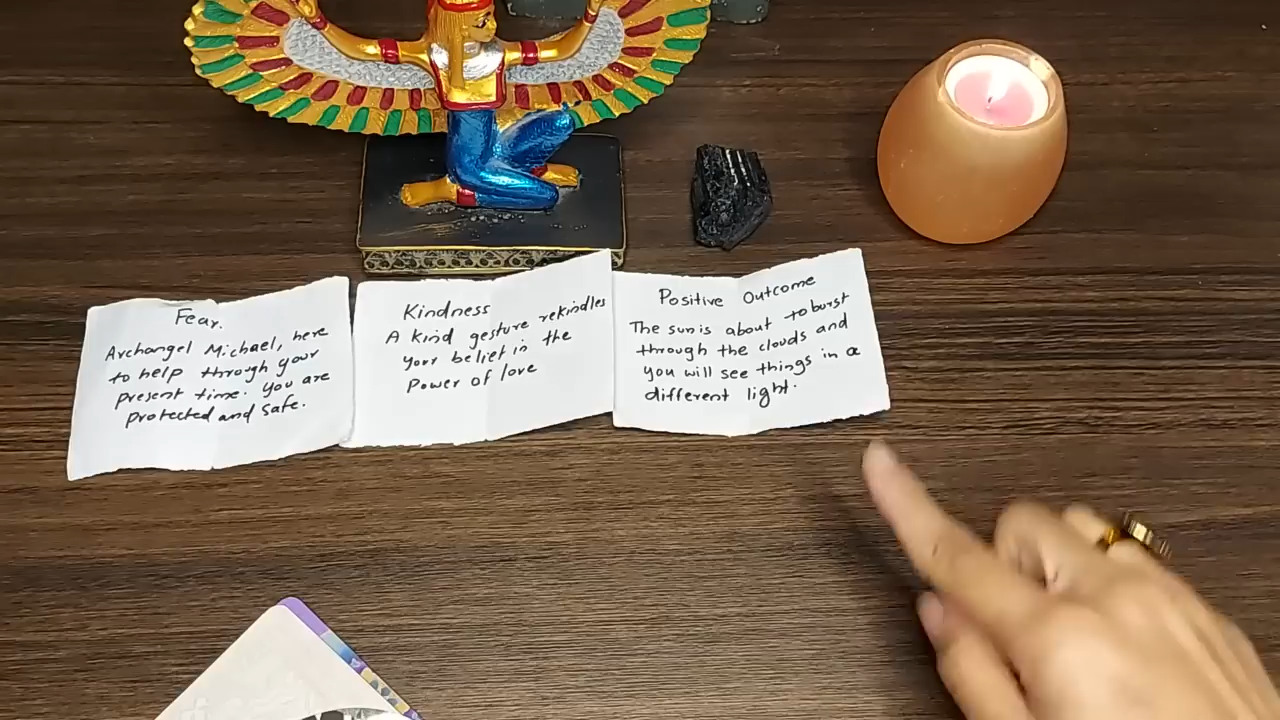 Fear.
Archangel Michael, here
to help through your
present time. You are
protected and safe.
Kindness
A kind gesture rekindles
your belief in the
Power of love
Positive Outcome
The sun is about to burst
through the clouds and
you will see things in a
different light.